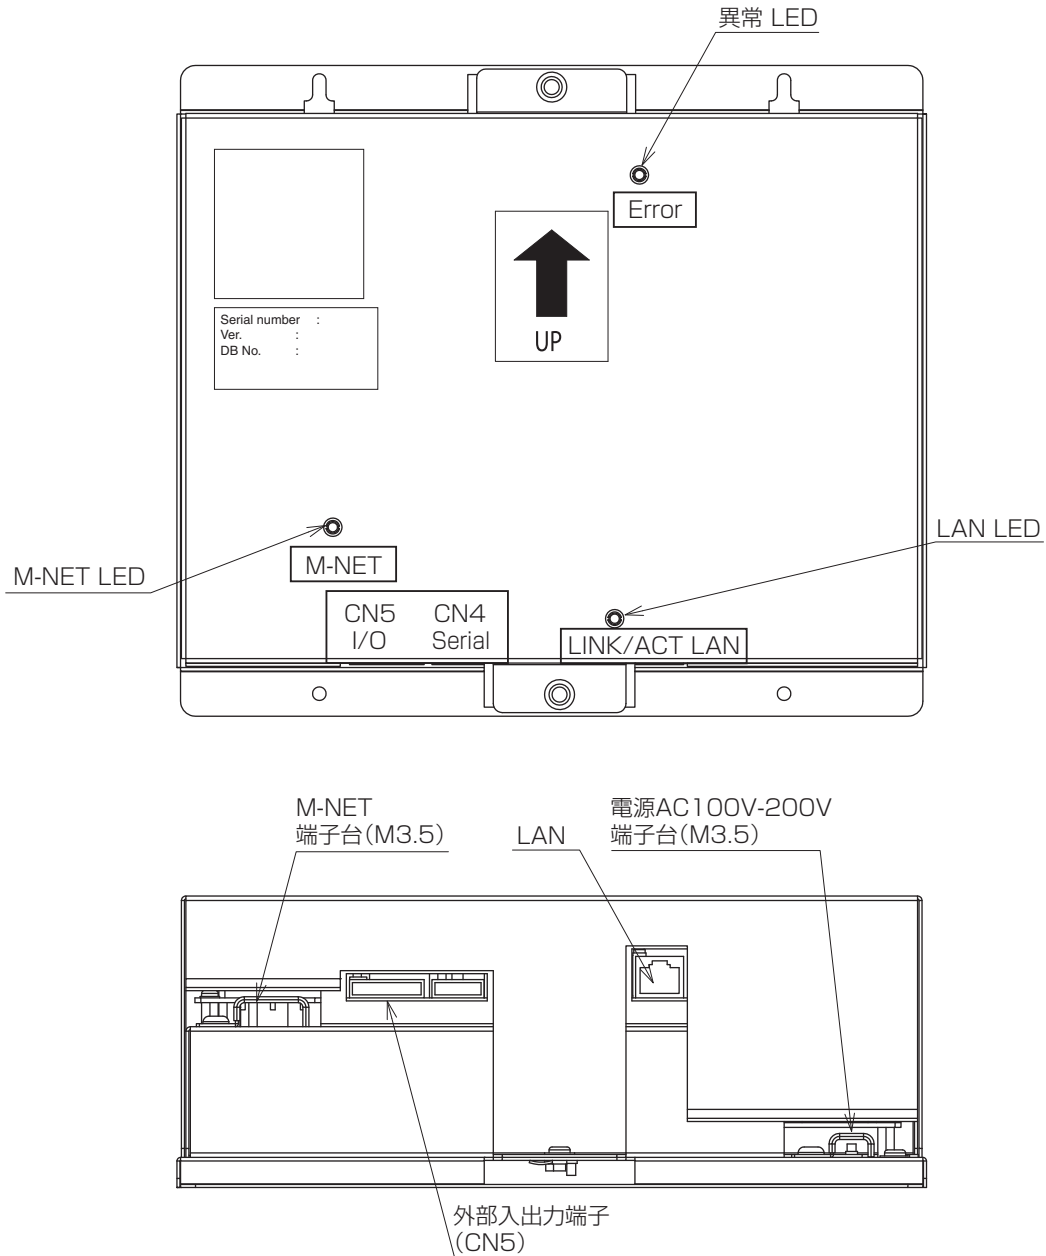 異常 LED
Error
UP
Serial number :
Ver. :
DB No. :
LAN LED
M-NET
M-NET LED
CN5 CN4
I/O Serial
LINK/ACT LAN
M-NET
端子台(M3.5)
LAN
電源AC100V-200V
端子台(M3.5)
外部入出力端子
(CN5)